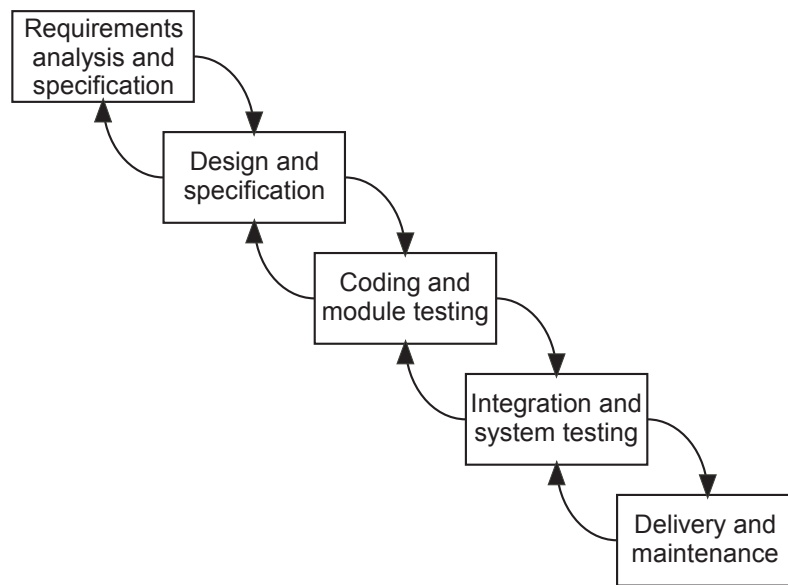 Requirements
analysis and
specification
Design and
specification
Coding and
module testing
Integration and
system testing
Delivery and
maintenance